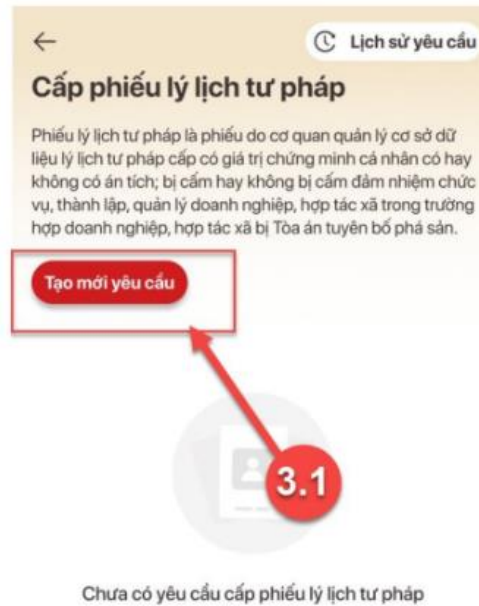 Lịch sử yêu cầu
Cấp phiếu lý lịch tư pháp
Phiếu lý lịch tư pháp là phiếu do cơ quan quản lý cơ sở dữ
liệu lý lịch tư pháp cấp có giá trị chứng minh cá nhân có hay
không có án tích; bị cấm hay không bị cấm đảm nhiệm chức
vụ, thành lập, quản lý doanh nghiệp, hợp tác xã trong trường
hợp doanh nghiệp, hợp tác xã bị Tòa án tuyên bố phá sản.
Tạo mới yêu cầu
3.1
Chưa có yêu cầu cấp phiếu lý lịch tư pháp